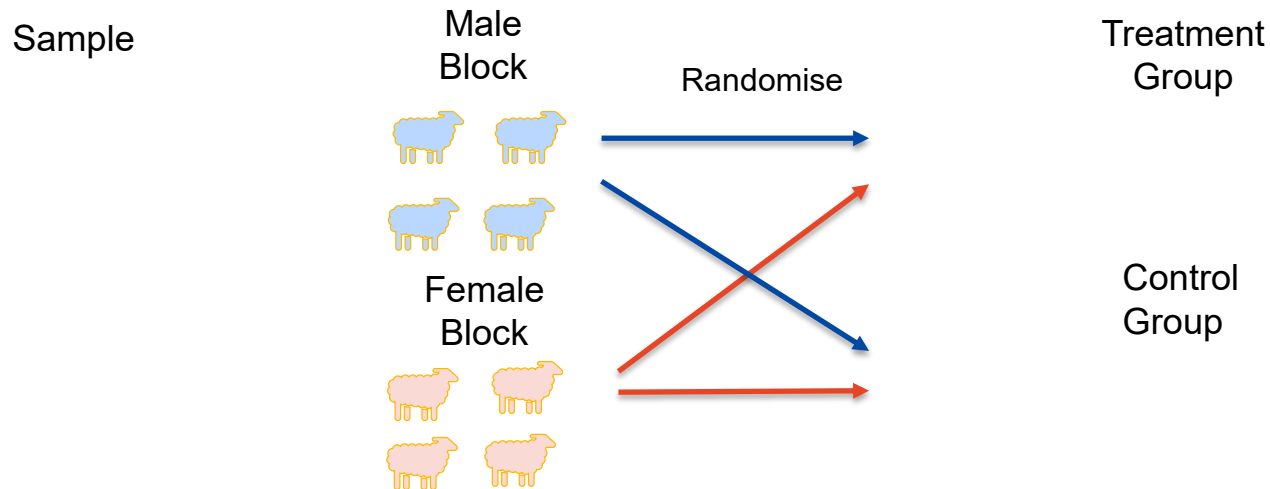 Sample
Male
Block
Randomise
Treatment
Group
Female
Block
Control
Group